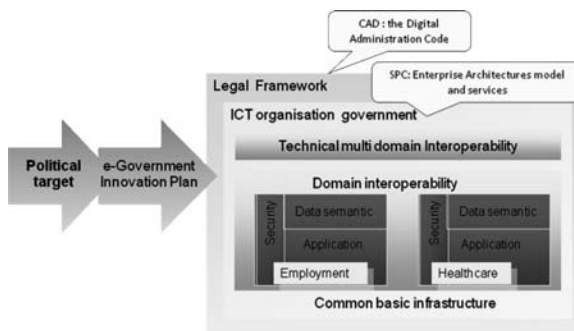 CAD : the Digital
Administration Code
Legal Framework
SPC: Enterprise Architectures model
and services
ICT organisation government
Technical multi domain Interoperability
Political
target
e-Government
Innovation Plan
Domain interoperability
Security
Data semantic
Application
Employment
Security
Data semantic
Application
Healthcare
Common basic infrastructure